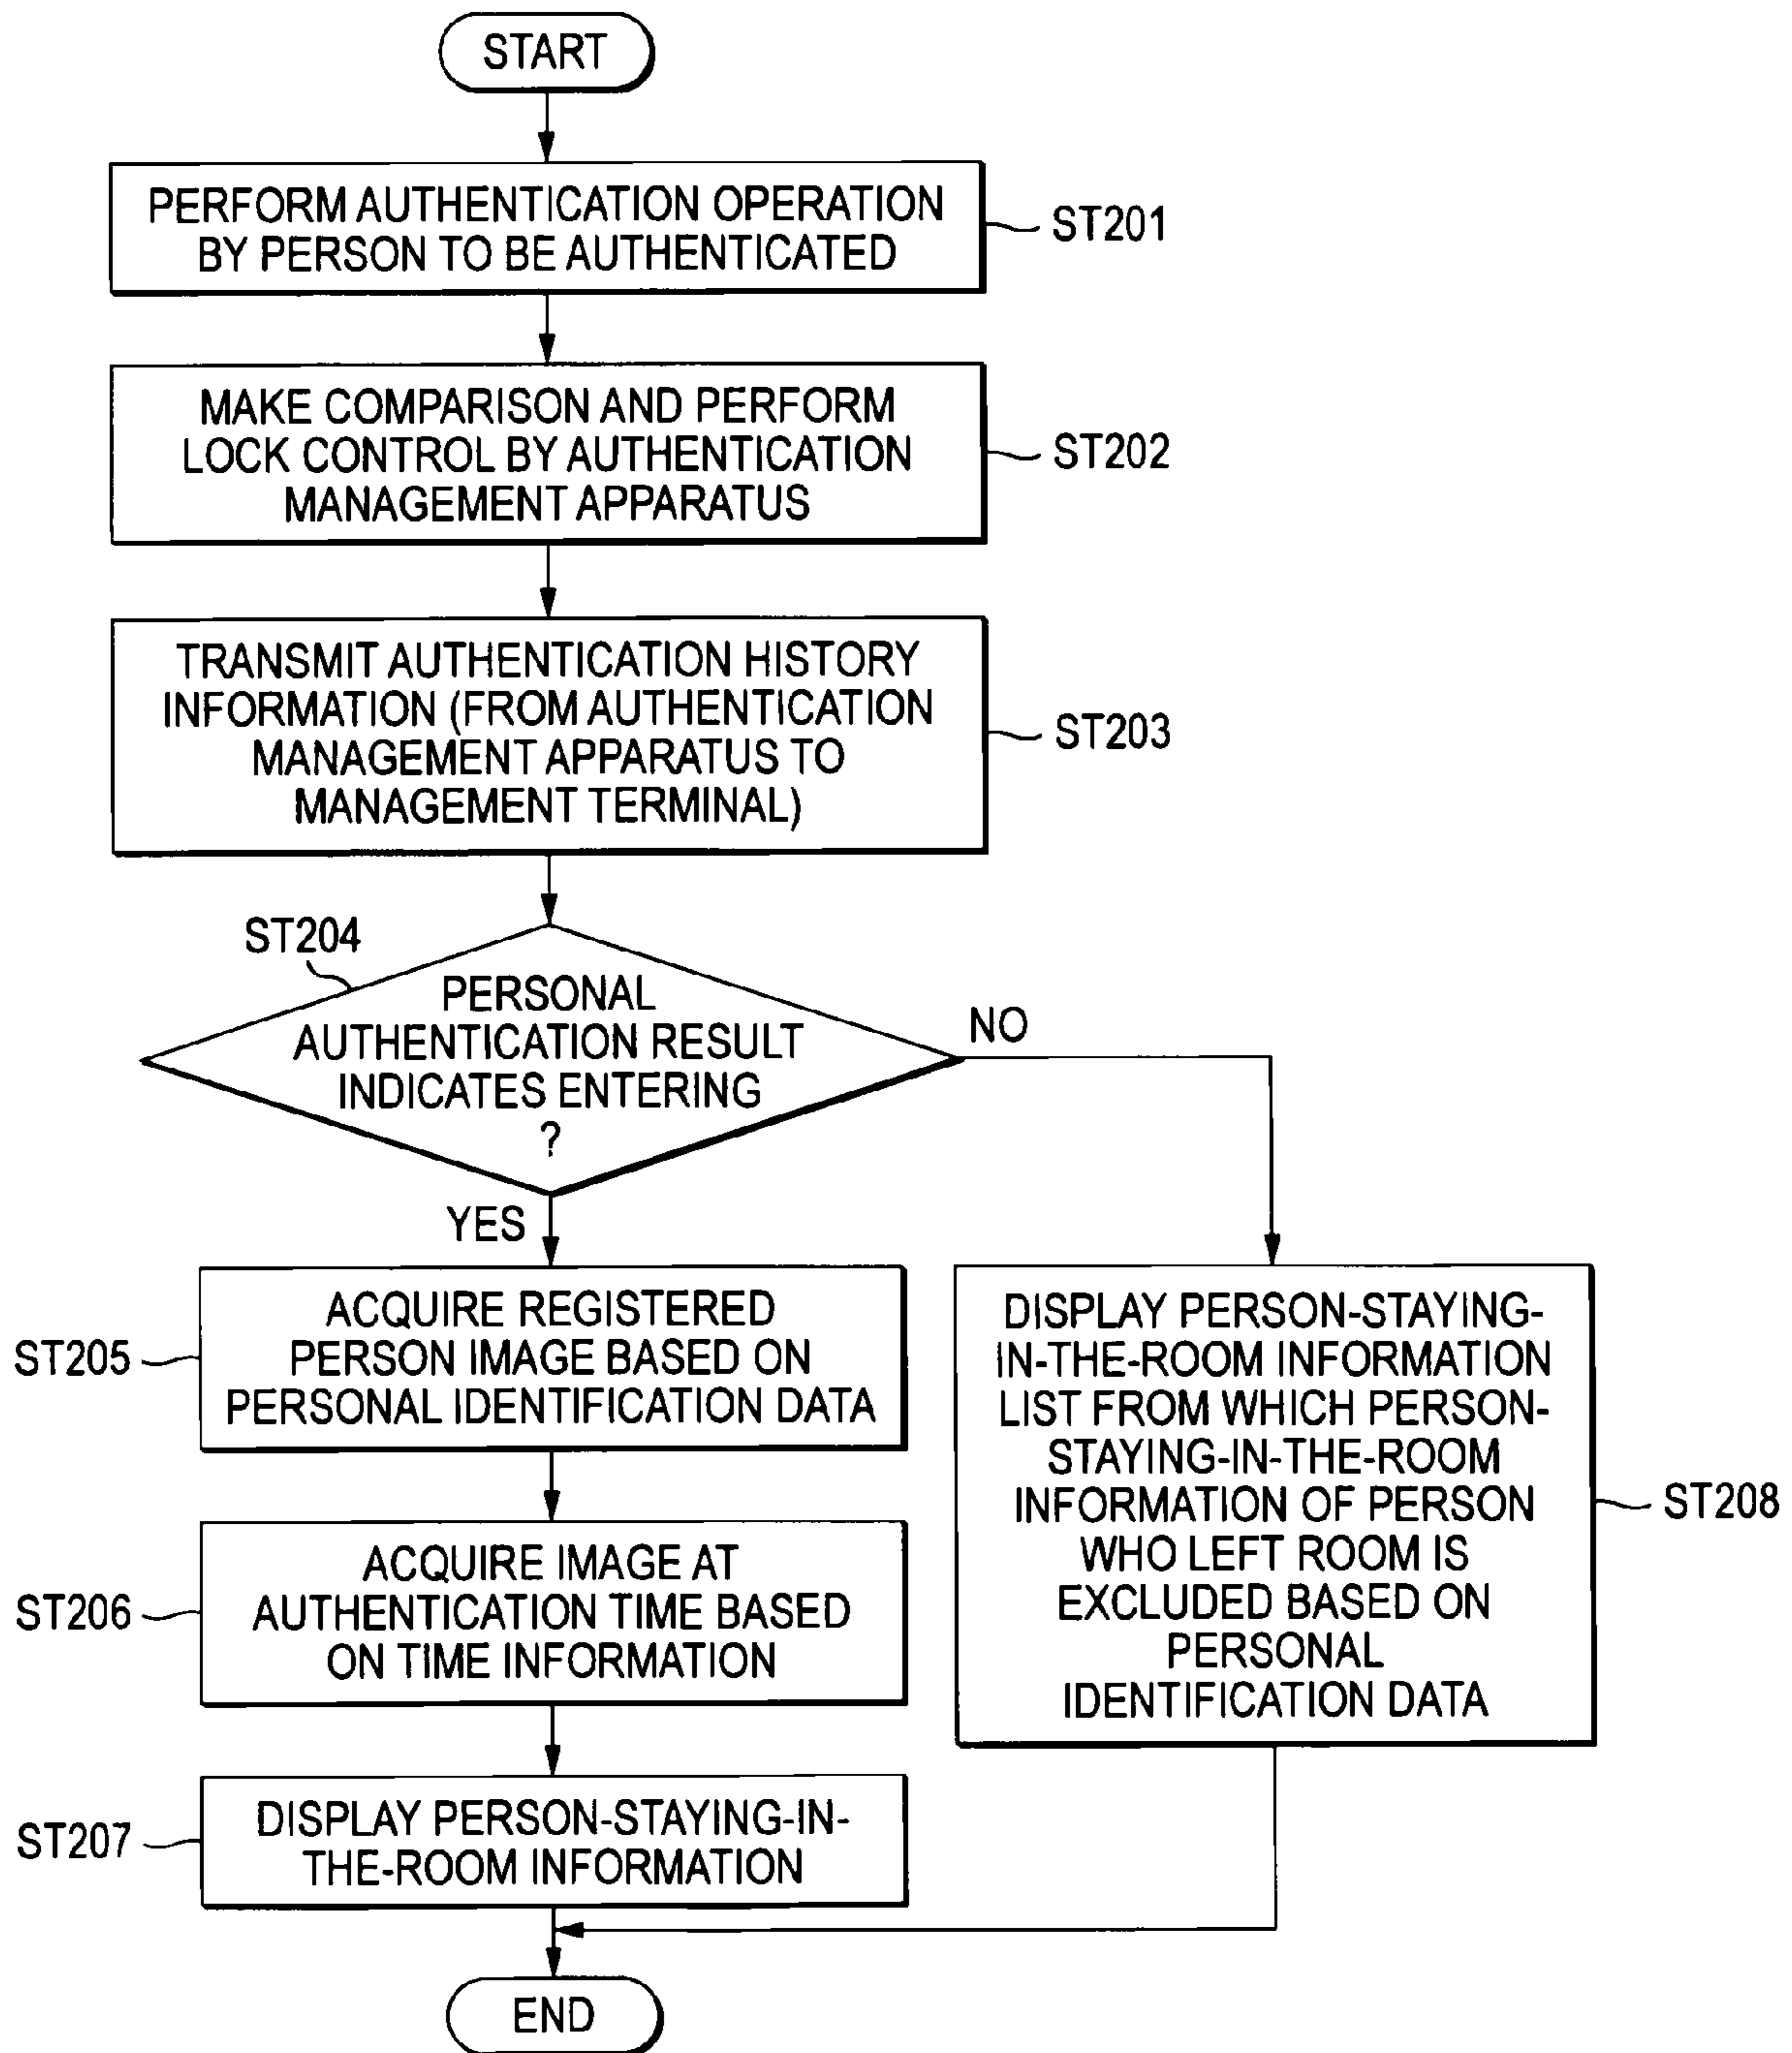 START
PERFORM AUTHENTICATION OPERATION
BY PERSON TO BE AUTHENTICATED
ST201
MAKE COMPARISON AND PERFORM
LOCK CONTROL BY AUTHENTICATION
MANAGEMENT APPARATUS
ST202
TRANSMIT AUTHENTICATION HISTORY
INFORMATION (FROM AUTHENTICATION
MANAGEMENT APPARATUS TO
MANAGEMENT TERMINAL)
ST203
ST204
PERSONAL
AUTHENTICATION RESULT
INDICATES ENTERING
?
NO
YES
ACQUIRE REGISTERED
PERSON IMAGE BASED ON
PERSONAL IDENTIFICATION DATA
ST205
ACQUIRE IMAGE AT
AUTHENTICATION TIME BASED
ON TIME INFORMATION
ST206
DISPLAY PERSON-STAYING-IN-
THE-ROOM INFORMATION
ST207
DISPLAY PERSON-STAYING-
IN-THE-ROOM INFORMATION
LIST FROM WHICH PERSON-
STAYING-IN-THE-ROOM
INFORMATION OF PERSON
WHO LEFT ROOM IS
EXCLUDED BASED ON
PERSONAL
IDENTIFICATION DATA
ST208
END